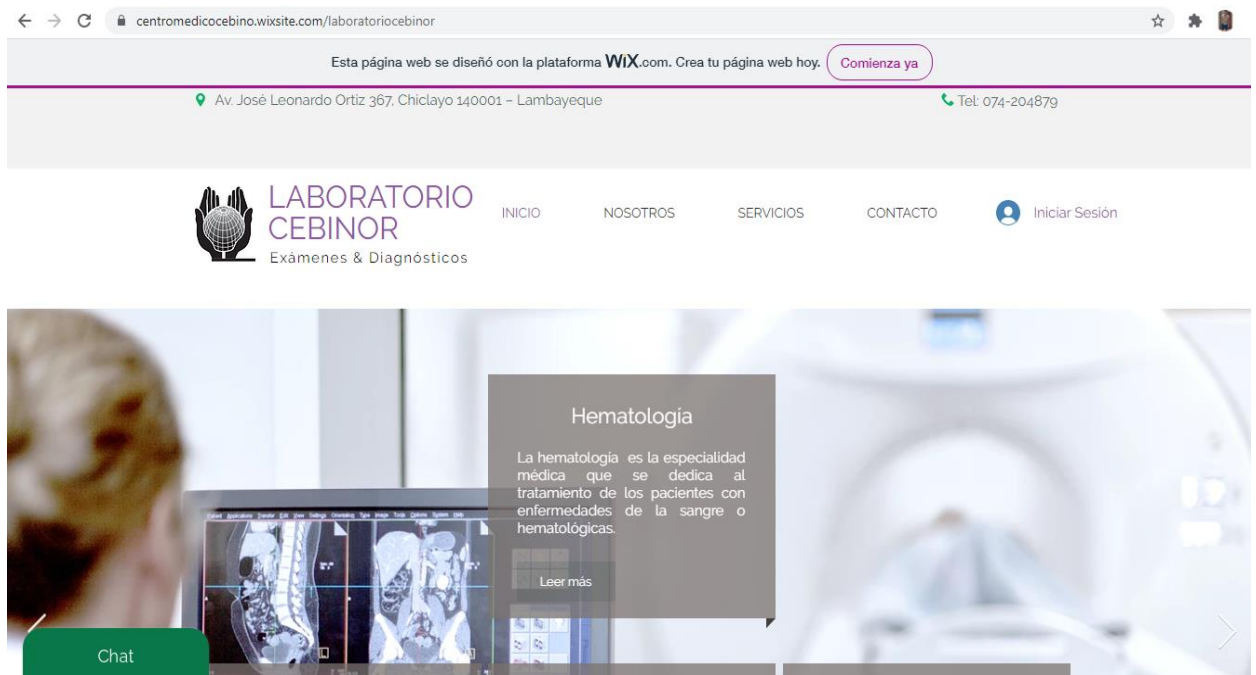 centromedicocebino.wixsite.com/laboratoriocebinor
Esta página web se diseñó con la plataforma WiX.com. Crea tu página web hoy. Comienza ya
Av. José Leonardo Ortiz 367, Chiclayo 140001 – Lambayeque
Tel: 074-204879
LABORATORIO
CEBINOR
Exámenes & Diagnósticos
INICIO NOSOTROS SERVICIOS CONTACTO Iniciar Sesión
Hematología
La hematología es la especialidad
médica que se dedica al
tratamiento de los pacientes con
enfermedades de la sangre o
hematológicas.
Leer más
Chat